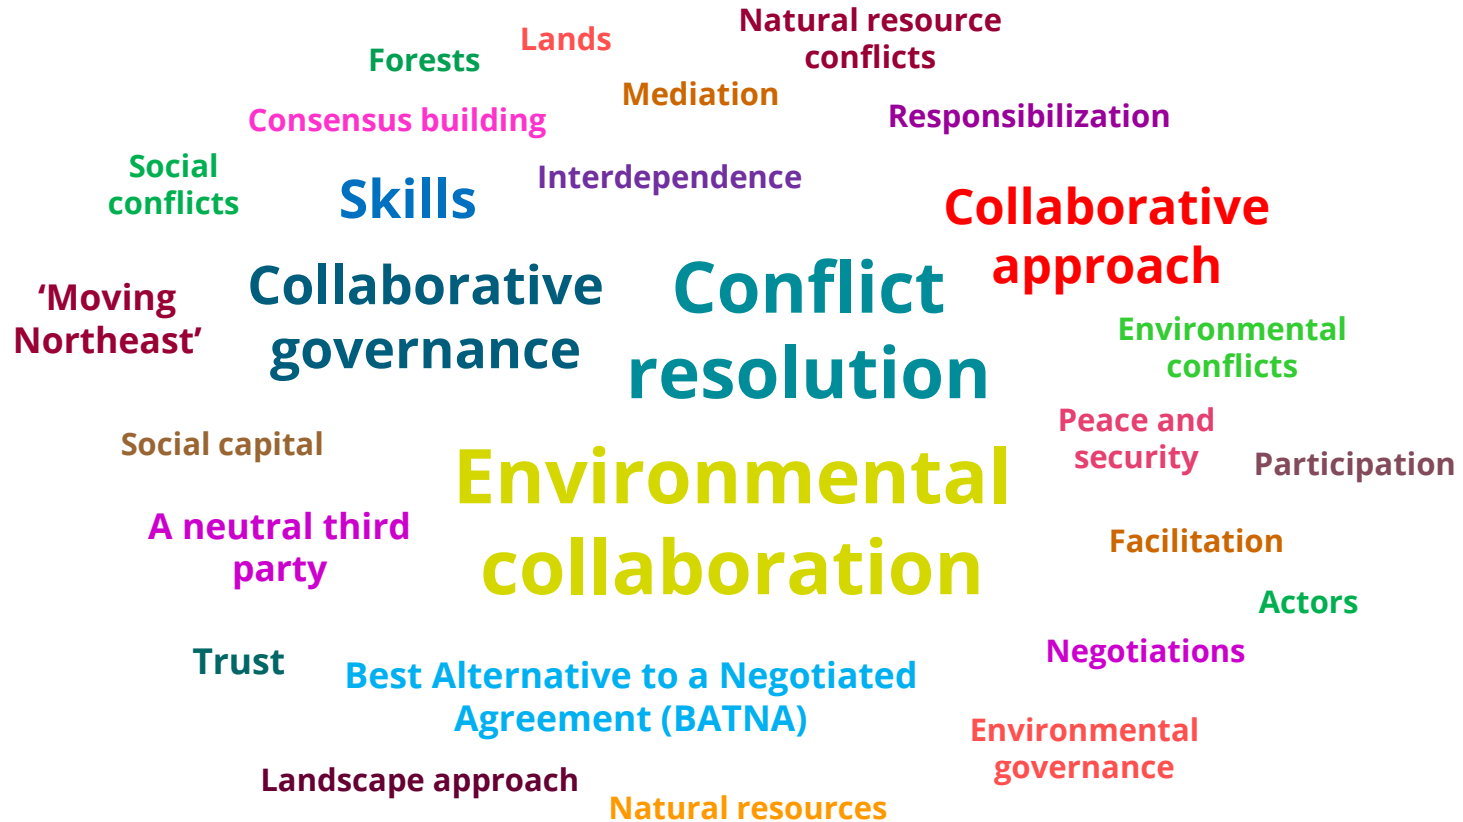 Natural resource
conflicts
Lands
Forests
Mediation
Consensus building
Responsibilization
Social
conflicts
Skills
Interdependence
Collaborative
approach
‘Moving
Northeast’
Collaborative
governance
Conflict
resolution
Environmental
conflicts
Peace and
security
Participation
Social capital
Environmental
collaboration
A neutral third
party
Facilitation
Actors
Trust
Best Alternative to a Negotiated
Agreement (BATNA)
Negotiations
Environmental
governance
Landscape approach
Natural resources